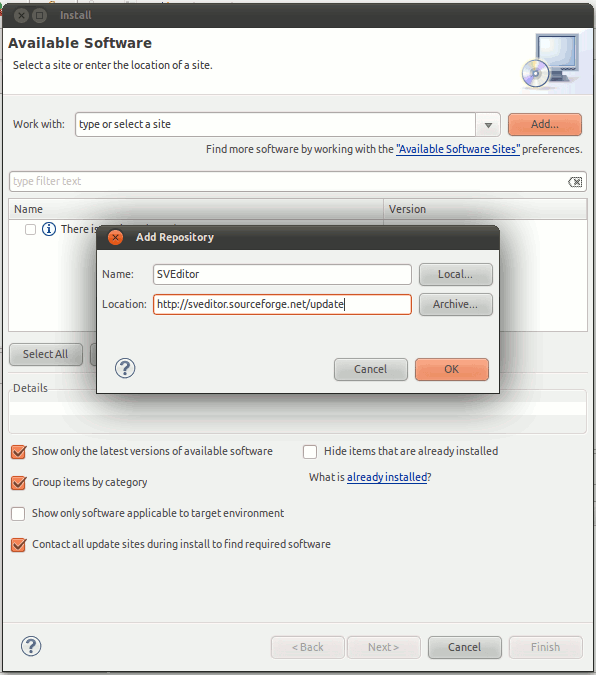 Install
Available Software
Select a site or enter the location of a site.
Work with: type or select a site Add...
Find more software by working with the "Available Software Sites" preferences.
type filter text
Name Version
There is
Add Repository
Name: SVEditor Local...
Location: http://sveditor.sourceforge.net/update Archive...
Cancel OK
Select All
Details
Show only the latest versions of available software Hide items that are already installed
Group items by category What is already installed?
Show only software applicable to target environment
Contact all update sites during install to find required software
< Back Next > Cancel Finish